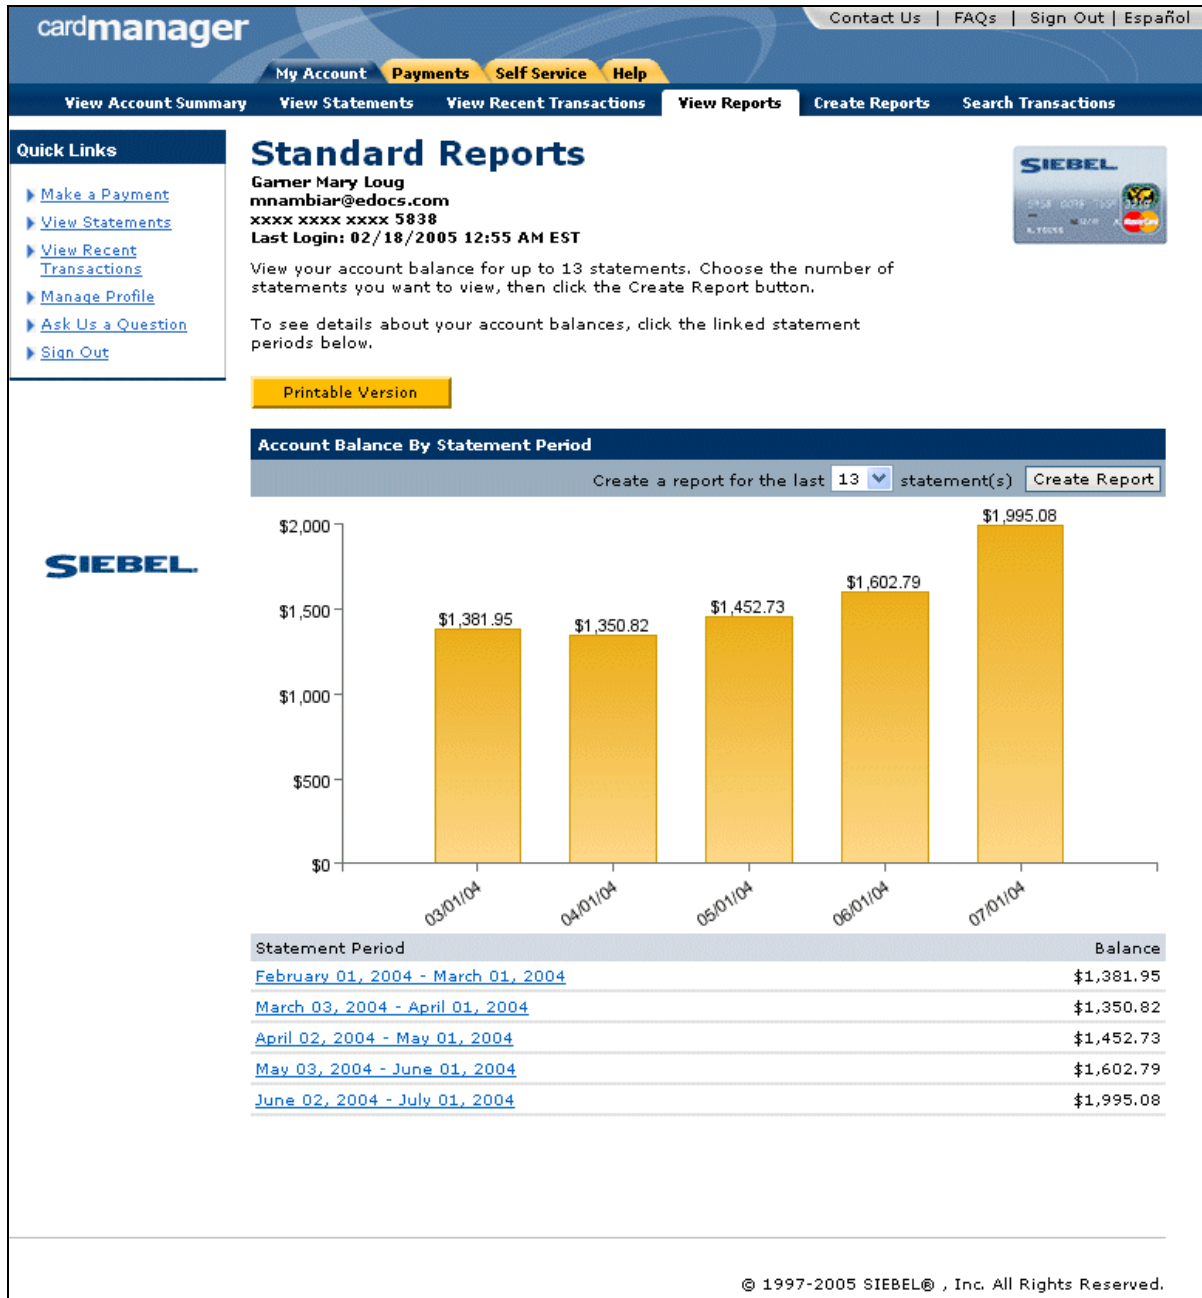 cardmanager
Contact Us | FAQs | Sign Out | Español
My Account Payments Self Service Help
View Account Summary View Statements View Recent Transactions View Reports Create Reports Search Transactions
Quick Links
Make a Payment
View Statements
View Recent
Transactions
Manage Profile
Ask Us a Question
Sign Out
SIEBEL.
Standard Reports
Garner Mary Loug
mnambiar@edocs.com
xxxx xxxx xxxx 5838
Last Login: 02/18/2005 12:55 AM EST
SIEBEL.
MasterCard
View your account balance for up to 13 statements. Choose the number of
statements you want to view, then click the Create Report button.
To see details about your account balances, click the linked statement
periods below.
Printable Version
Account Balance By Statement Period
Create a report for the last 13 statement(s) Create Report
$2,000
$1,500
$1,000
$500
$0
$1,381.95
$1,350.82
$1,452.73
$1,602.79
$1,995.08
03/01/04
04/01/04
05/01/04
06/01/04
07/01/04
Statement Period Balance
February 01, 2004 - March 01, 2004 $1,381.95
March 03, 2004 - April 01, 2004 $1,350.82
April 02, 2004 - May 01, 2004 $1,452.73
May 03, 2004 - June 01, 2004 $1,602.79
June 02, 2004 - July 01, 2004 $1,995.08
© 1997-2005 SIEBEL® , Inc. All Rights Reserved.